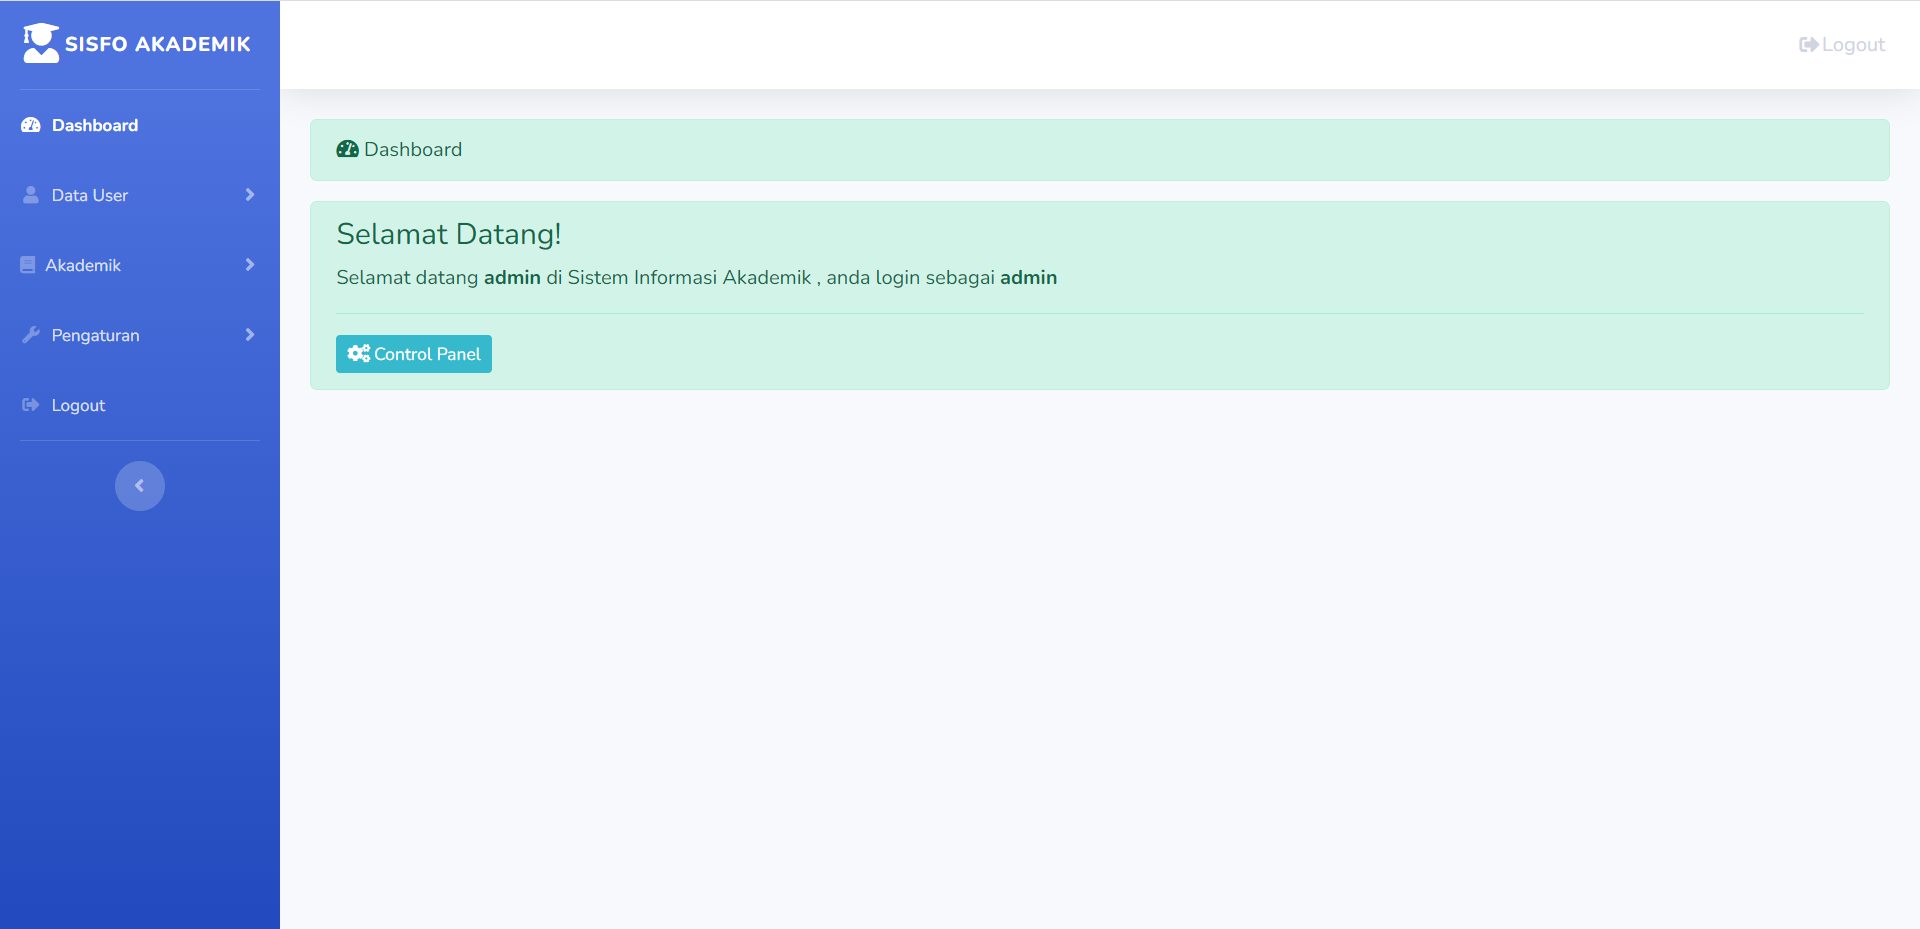 SISFO AKADEMIK
Logout
Dashboard
Data User
Akademik
Pengaturan
Logout
Dashboard
Selamat Datang!
Selamat datang admin di Sistem Informasi Akademik , anda login sebagai admin
Control Panel